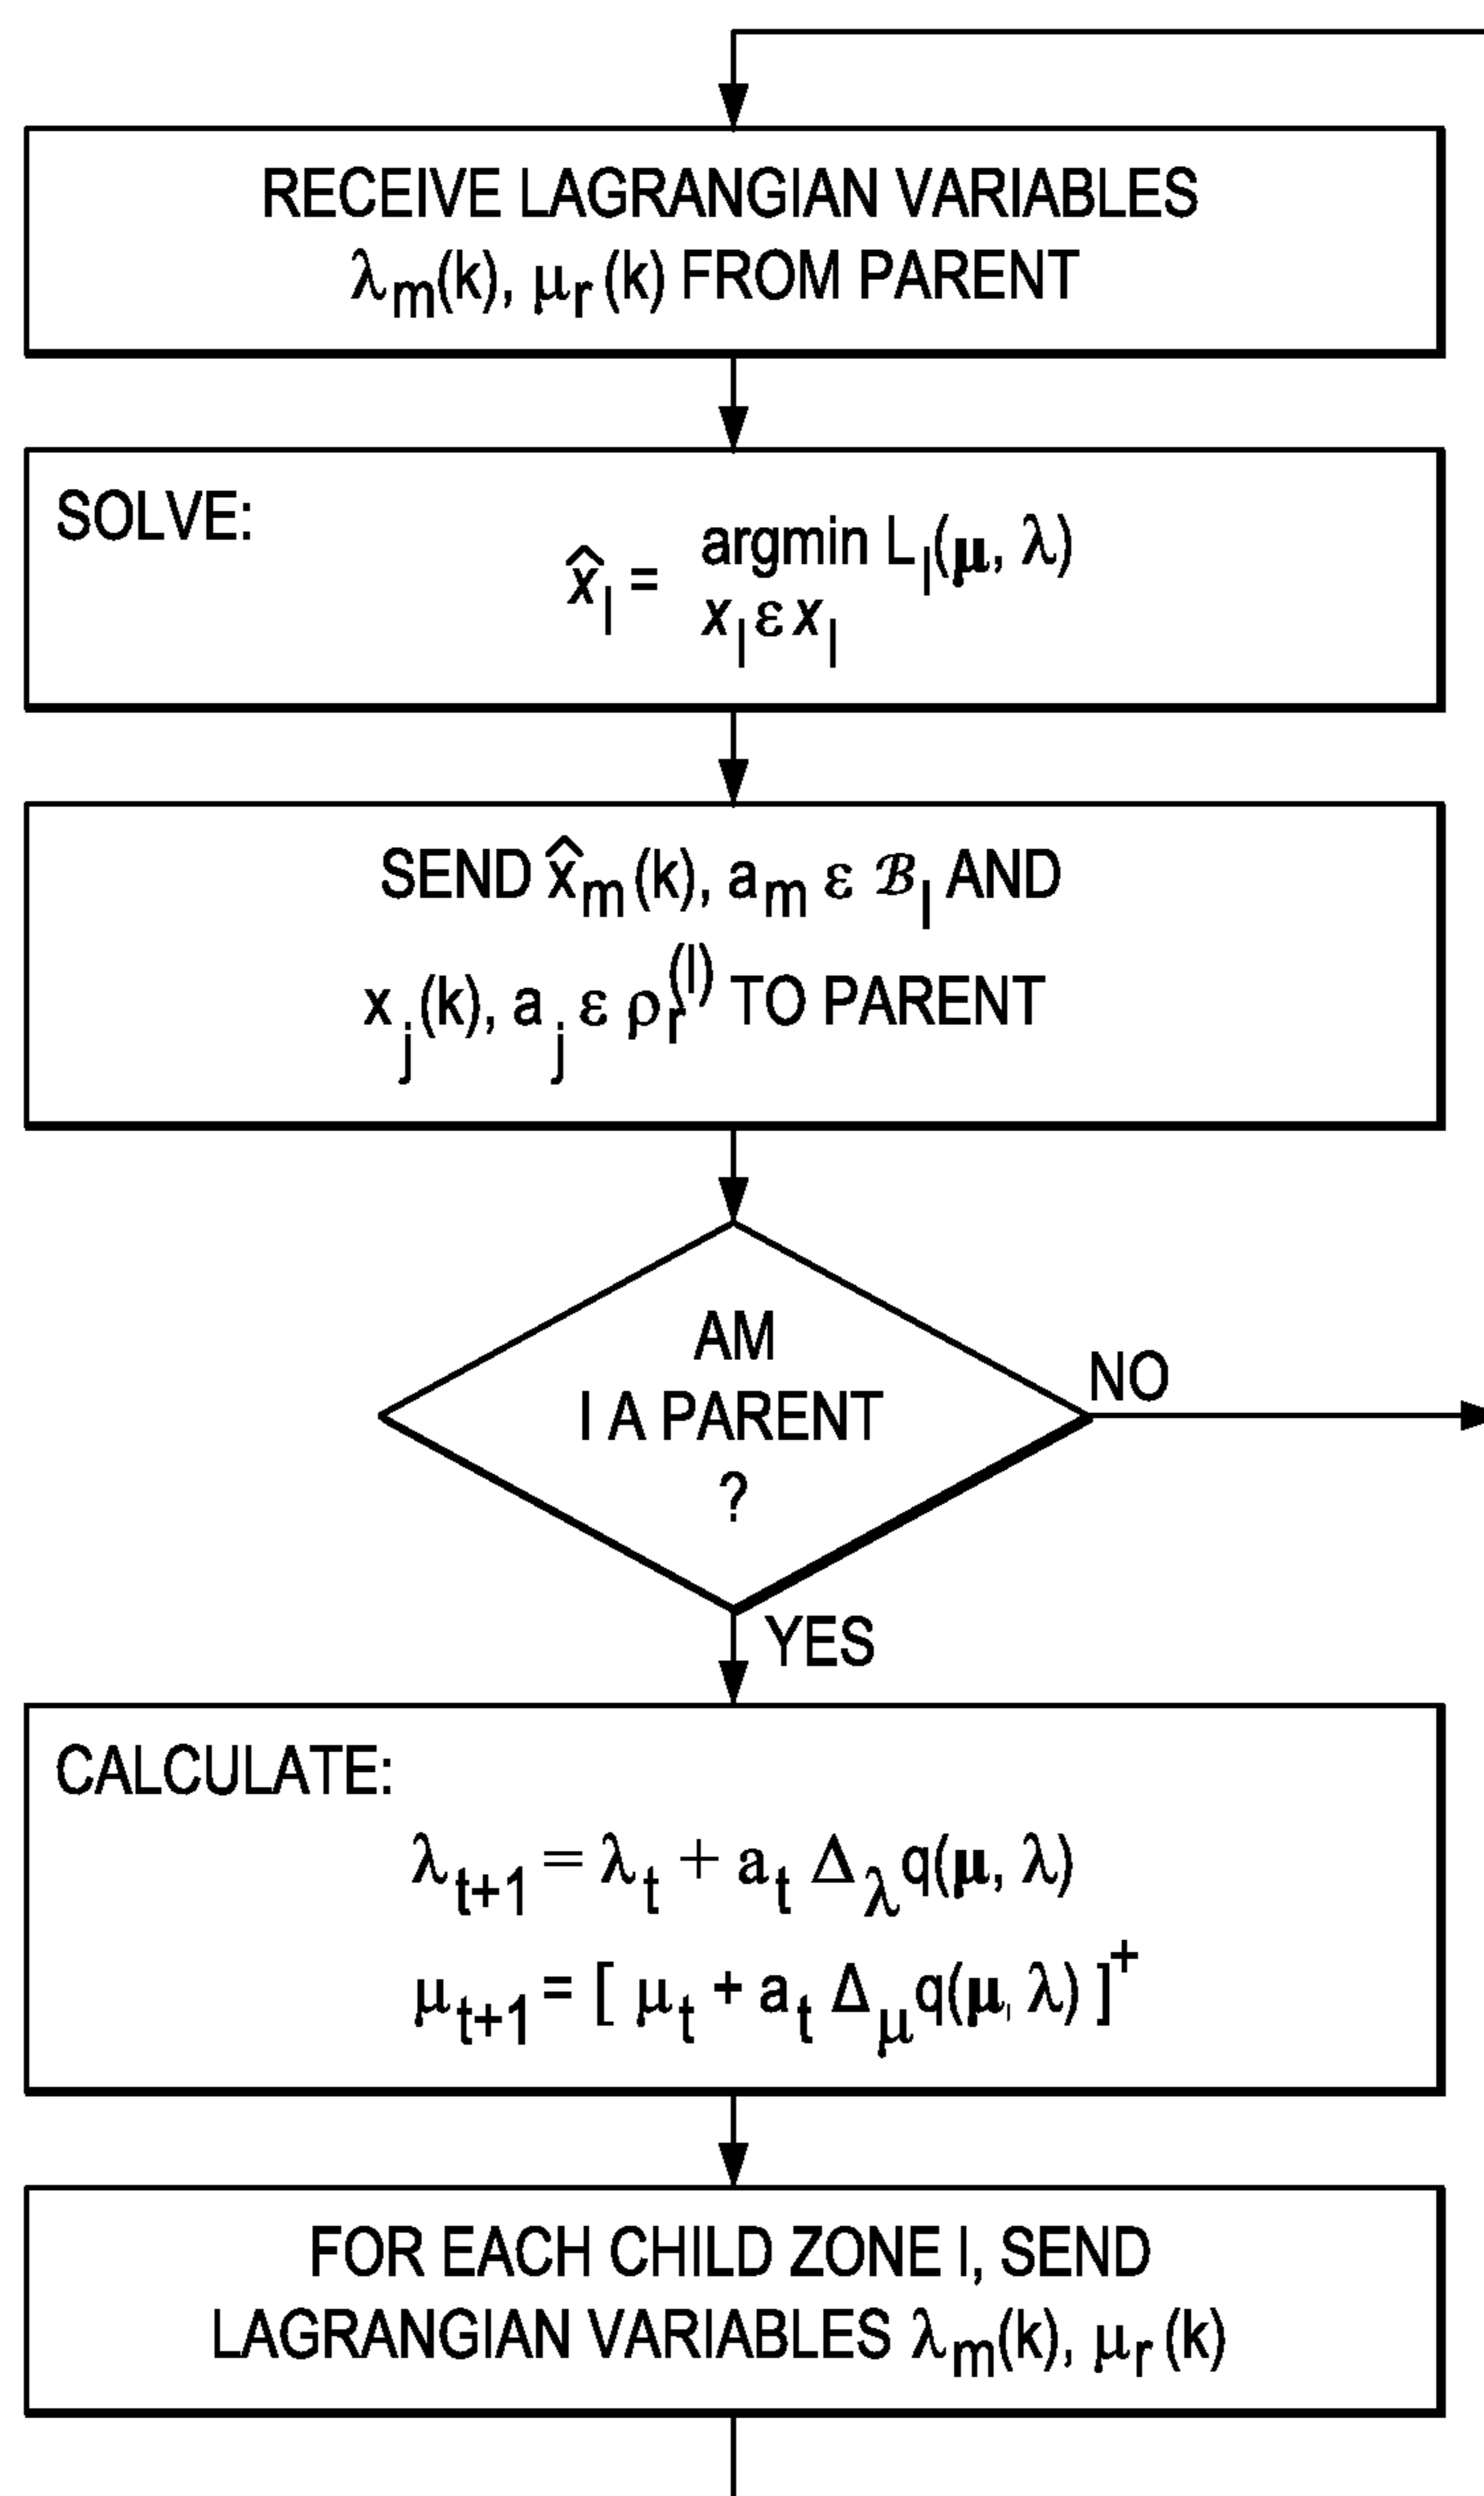 RECEIVE LAGRANGIAN VARIABLES
λm(k), μr(k) FROM PARENT
SOLVE:
x̂l = argmin Ll(μ, λ)
xl ε xl
SEND x̂m(k), am ε ℬl AND
xj(k), aj ε ρr(l) TO PARENT
AM
I A PARENT
?
NO
YES
CALCULATE:
λt+1 = λt + at Δλq(μ, λ)
μt+1 = [ μt + at Δμq(μ, λ) ]+
FOR EACH CHILD ZONE l, SEND
LAGRANGIAN VARIABLES λm(k), μr(k)